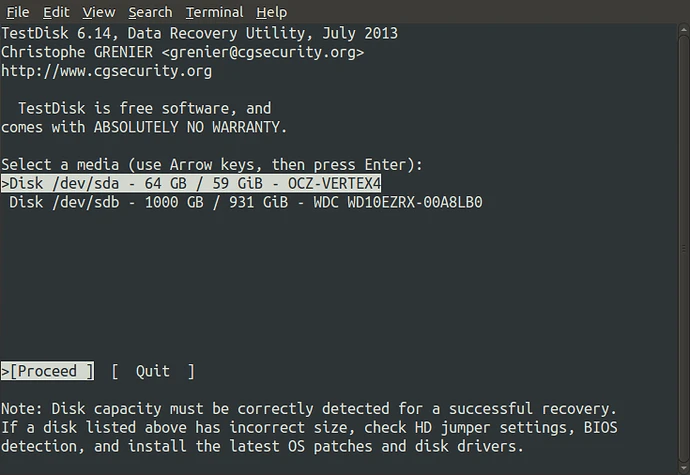 File Edit View Search Terminal Help
TestDisk 6.14, Data Recovery Utility, July 2013
Christophe GRENIER <grenier@cgsecurity.org>
http://www.cgsecurity.org
TestDisk is free software, and
comes with ABSOLUTELY NO WARRANTY.
Select a media (use Arrow keys, then press Enter):
>Disk /dev/sda - 64 GB / 59 GiB - OCZ-VERTEX4
Disk /dev/sdb - 1000 GB / 931 GiB - WDC WD10EZRX-00A8LB0
>[Proceed ]  [  Quit  ]
Note: Disk capacity must be correctly detected for a successful recovery.
If a disk listed above has incorrect size, check HD jumper settings, BIOS
detection, and install the latest OS patches and disk drivers.